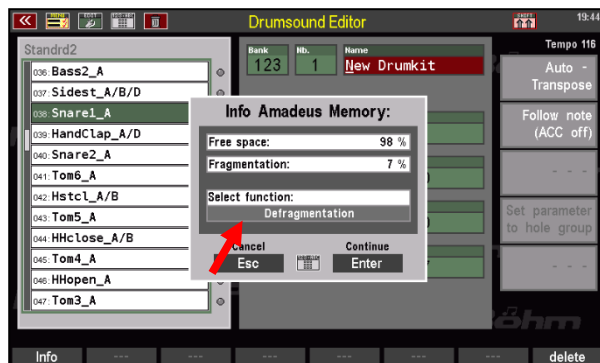 Drumsound Editor
19:44
Standrd2
036: Bass2_A
037: Sidest_A/B/D
038: Snare1_A
039: HandClap_A/D
040: Snare2_A
041: Tom6_A
042: Hstcl_A/B
043: Tom5_A
044: HHclose_A/B
045: Tom4_A
046: HHopen_A
047: Tom3_A
Bank Nb. Name
123 1 New Drumkit
Tempo 116
Auto -
Transpose
Follow note
(ACC off)
- - -
Set parameter
to hole group
- - -
Info Amadeus Memory:
Free space: 98 %
Fragmentation: 7 %
Select function:
Defragmentation
Cancel Continue
Esc Enter
öhm
Info --- --- --- --- --- --- delete